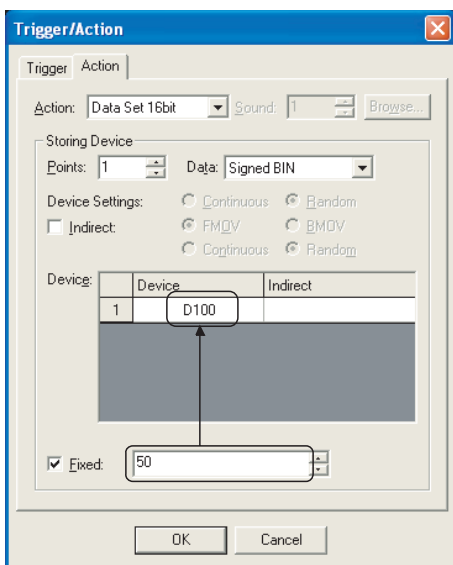 Trigger/Action
Trigger Action
Action: Data Set 16bit Sound: 1 Browse...
Storing Device
Points: 1 Data: Signed BIN
Device Settings: Continuous Random
Indirect: FMOV BMOV
Continuous Random
Device: Device Indirect
1 D100
Fixed: 50
OK Cancel